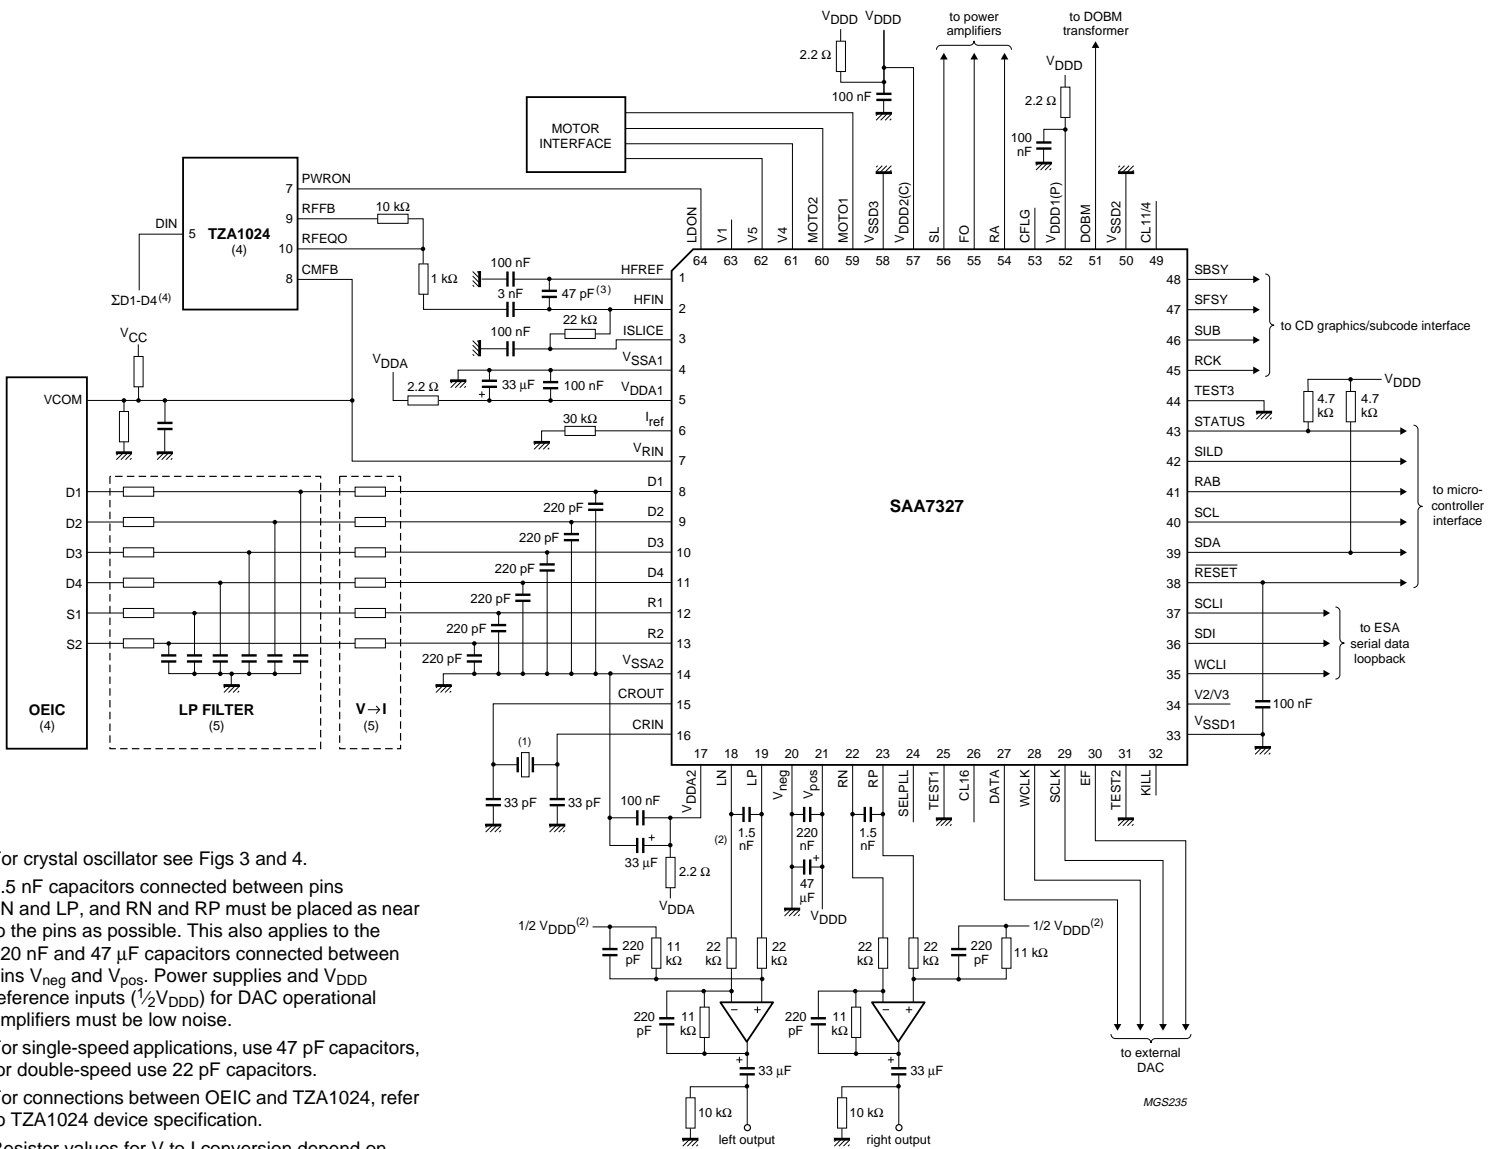 VDDD VDDD
to power
amplifiers
to DOBM
transformer
2.2 Ω
100 nF
VDDD
2.2 Ω
100
nF
MOTOR
INTERFACE
LDON
V1
V5
V4
MOTO2
MOTO1
VSSD3
VDDD2(C)
SL
FO
RA
CFLG
VDDD1(P)
DOBM
VSSD2
CL11/4
64 63 62 61 60 59 58 57 56 55 54 53 52 51 50 49
DIN
5
TZA1024
(4)
7 PWRON
9 RFFB
10 RFEQO
8 CMFB
ΣD1-D4(4)
10 kΩ
1 kΩ
100 nF
3 nF
47 pF(3)
22 kΩ
100 nF
HFREF 1
HFIN 2
ISLICE 3
VSSA1 4
VDDA1 5
Iref 6
VRIN 7
D1 8
D2 9
D3 10
D4 11
R1 12
R2 13
VSSA2 14
CROUT 15
CRIN 16
VDDA
2.2 Ω
33 μF
+
100 nF
30 kΩ
VCC
VCOM
D1
D2
D3
D4
S1
S2
OEIC
(4)
LP FILTER
(5)
V→I
(5)
220 pF
220 pF
220 pF
220 pF
220 pF
220 pF
SAA7327
48 SBSY
47 SFSY
46 SUB
45 RCK
to CD graphics/subcode interface
44 TEST3
VDDD
4.7
kΩ
4.7
kΩ
43 STATUS
42 SILD
41 RAB
40 SCL
39 SDA
38 RESET
to micro-
controller
interface
37 SCLI
36 SDI
35 WCLI
to ESA
serial data
loopback
34 V2/V3
33 VSSD1
100 nF
17 18 19 20 21 22 23 24 25 26 27 28 29 30 31 32
VDDA2
LN
LP
Vneg
Vpos
RN
RP
SELPLL
TEST1
CL16
DATA
WCLK
SCLK
EF
TEST2
KILL
(1)
33 pF
33 pF
100 nF
33 μF
+
2.2 Ω
VDDA
(2)
1.5
nF
220
nF
47
μF
+
VDDD
1.5
nF
1/2 VDDD(2)
220
pF
11
kΩ
22
kΩ
22
kΩ
22
kΩ
22
kΩ
220
pF
11 kΩ
1/2 VDDD(2)
220
pF
11
kΩ
− +
220
pF
11
kΩ
− +
+
33 μF
+
33 μF
10 kΩ
left output
10 kΩ
right output
to external
DAC
MGS235
or crystal oscillator see Figs 3 and 4.
.5 nF capacitors connected between pins
N and LP, and RN and RP must be placed as near
o the pins as possible. This also applies to the
20 nF and 47 μF capacitors connected between
ins Vneg and Vpos. Power supplies and VDDD
eference inputs (1⁄2VDDD) for DAC operational
mplifiers must be low noise.
or single-speed applications, use 47 pF capacitors,
or double-speed use 22 pF capacitors.
or connections between OEIC and TZA1024, refer
o TZA1024 device specification.
esistor values for V to I conversion depend on